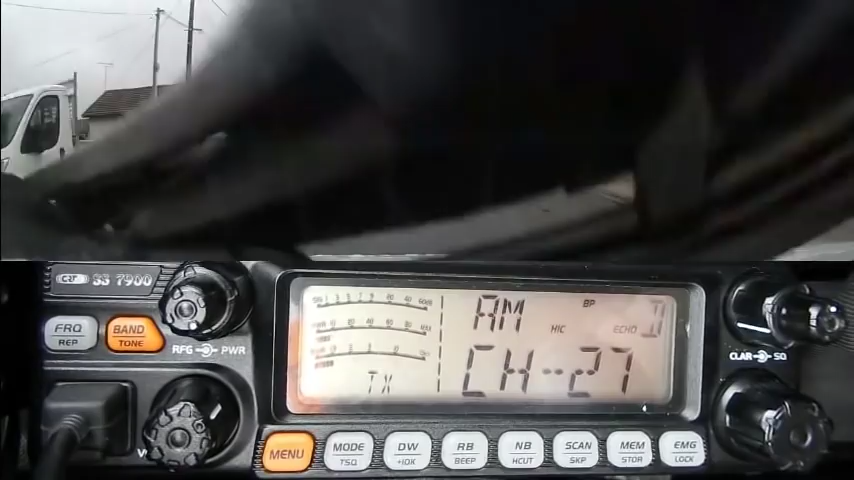 CRT SS 7900
FRQ
REP
BAND
TONE
RFG PWR
AM
BP
HIC
ECHO
D
CH-27
TX
CLAR SQ
MENU
MODE
TSQ
DW
+10K
RB
BEEP
NB
HCUT
SCAN
SKP
MEM
STOR
EMG
LOCK